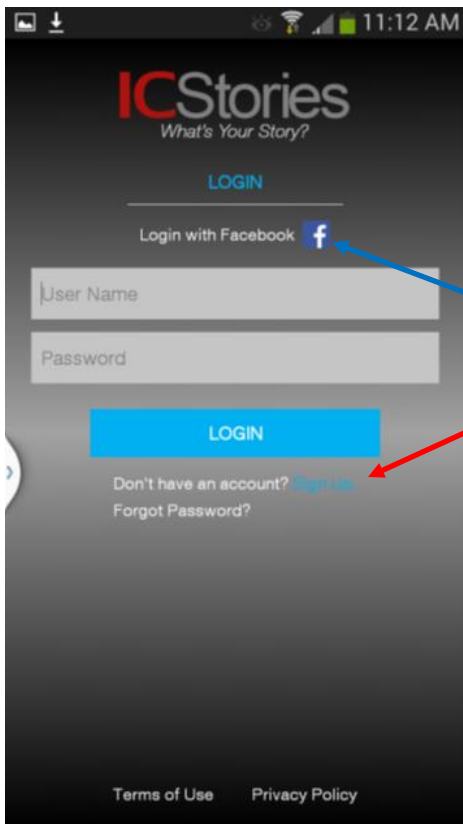 11:12 AM
ICStories
What's Your Story?
LOGIN
Login with Facebook
User Name
Password
LOGIN
Don't have an account? Sign Up.
Forgot Password?
Terms of Use Privacy Policy